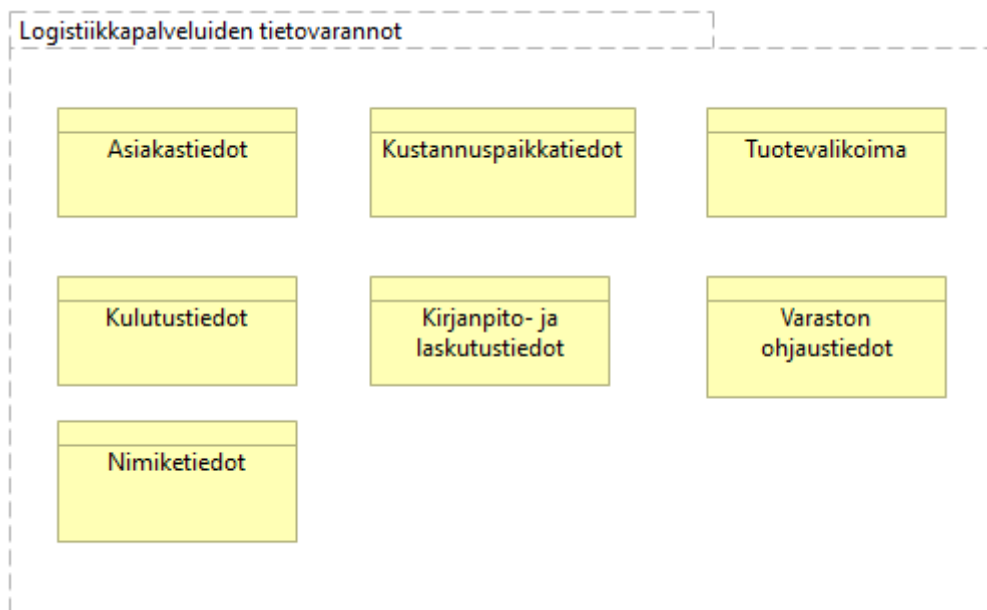 Logistiikkapalveluiden tietovarannot
Asiakastiedot
Kustannuspaikkatiedot
Tuotevalikoima
Kulutustiedot
Kirjanpito- ja
laskutustiedot
Varaston
ohjaustiedot
Nimiketiedot